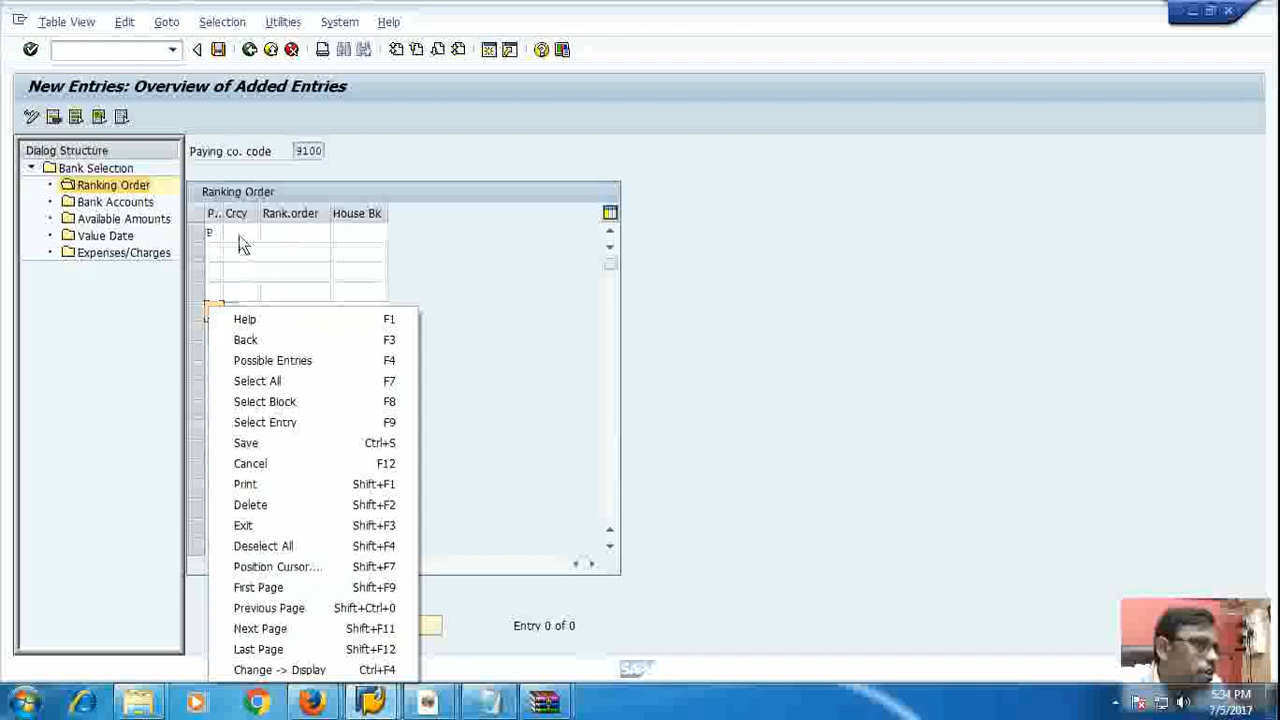 Table View Edit Goto Selection Utilities System Help
New Entries: Overview of Added Entries
Dialog Structure
Bank Selection
Ranking Order
Bank Accounts
Available Amounts
Value Date
Expenses/Charges
Paying co. code 9100
Ranking Order
P.. Crcy Rank.order House Bk
P
Help F1
Back F3
Possible Entries F4
Select All F7
Select Block F8
Select Entry F9
Save Ctrl+S
Cancel F12
Print Shift+F1
Delete Shift+F2
Exit Shift+F3
Deselect All Shift+F4
Position Cursor.... Shift+F7
First Page Shift+F9
Previous Page Shift+Ctrl+0
Next Page Shift+F11
Last Page Shift+F12
Change -> Display Ctrl+F4
Entry 0 of 0
5:34 PM
7/5/2017